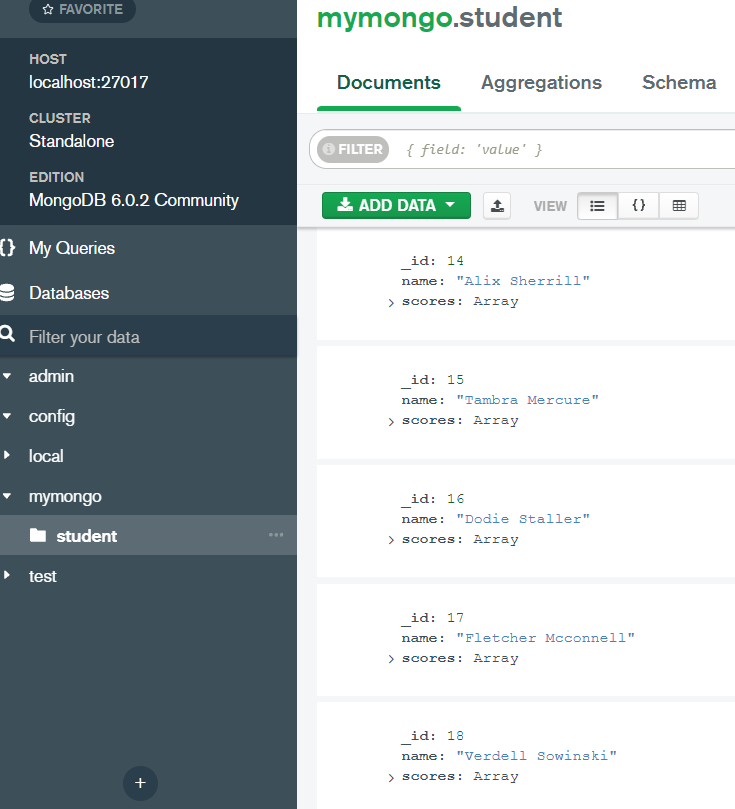 FAVORITE
HOST
localhost:27017
CLUSTER
Standalone
EDITION
MongoDB 6.0.2 Community
{} My Queries
Databases
Filter your data
admin
config
local
mymongo
student
test
+
mymongo.student
Documents Aggregations Schema
FILTER { field: 'value' }
ADD DATA VIEW {}
_id: 14
name: "Alix Sherrill"
scores: Array
_id: 15
name: "Tambra Mercure"
scores: Array
_id: 16
name: "Dodie Staller"
scores: Array
_id: 17
name: "Fletcher Mcconnell"
scores: Array
_id: 18
name: "Verdell Sowinski"
scores: Array